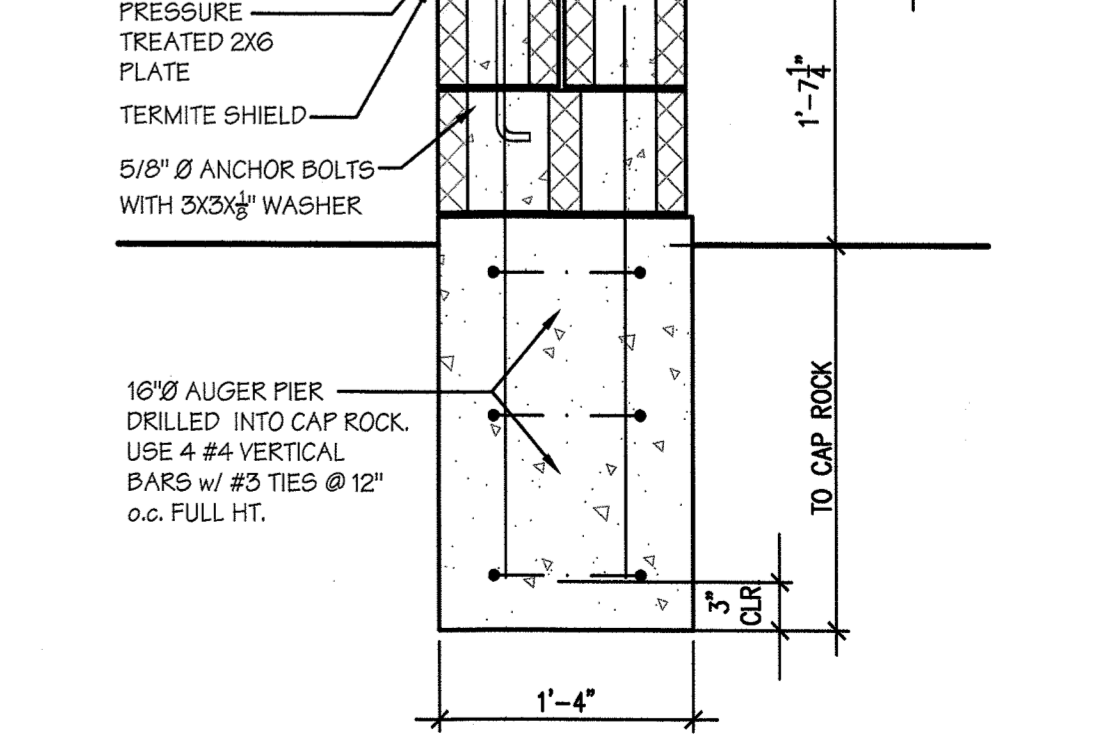 PRESSURE
TREATED 2X6
PLATE
TERMITE SHIELD
5/8" Ø ANCHOR BOLTS
WITH 3X3X1/8" WASHER
1'-7 1/4"
16"Ø AUGER PIER
DRILLED INTO CAP ROCK.
USE 4 #4 VERTICAL
BARS w/ #3 TIES @ 12"
o.c. FULL HT.
TO CAP ROCK
3"
CLR
1'-4"